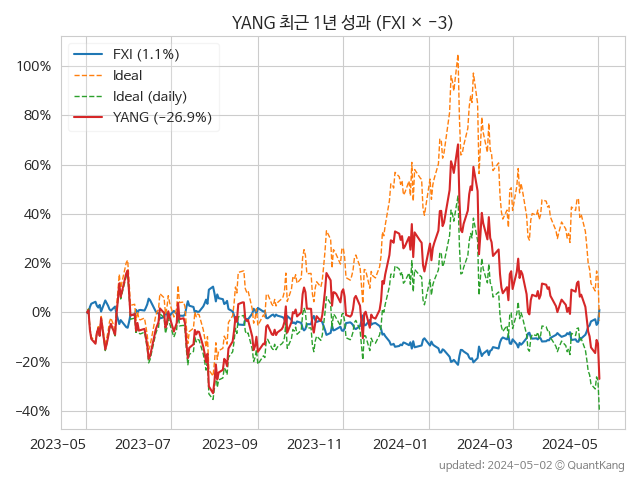 YANG 최근 1년 성과 (FXI × −3)
FXI (1.1%)
Ideal
Ideal (daily)
YANG (−26.9%)
100%
80%
60%
40%
20%
0%
−20%
−40%
2023-05 2023-07 2023-09 2023-11 2024-01 2024-03 2024-05
updated: 2024-05-02 © QuantKang